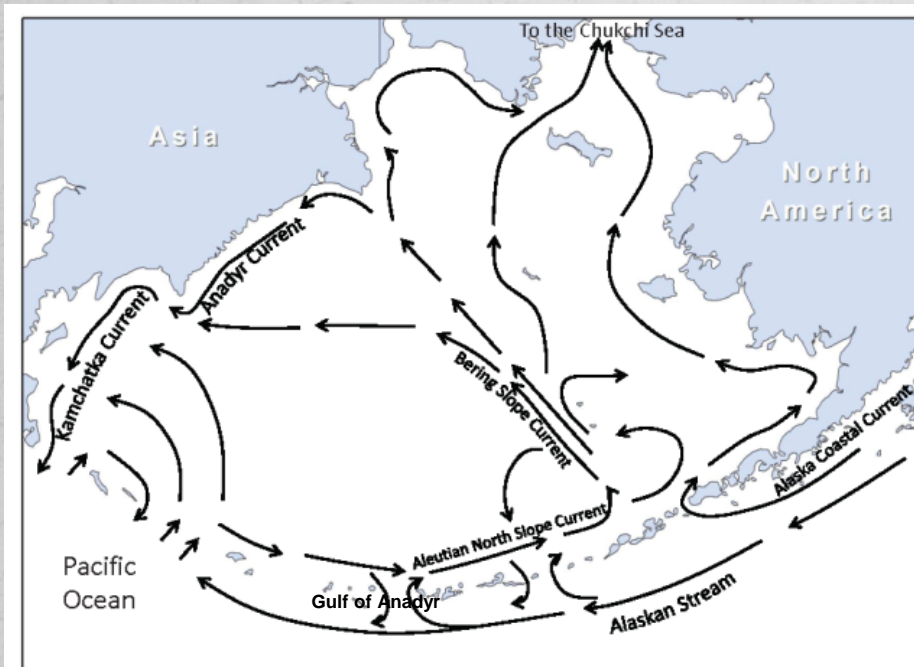 To the Chukchi Sea
Asia
North
America
Anadyr Current
Kamchatka Current
Bering Slope Current
Alaska Coastal Current
Aleutian North Slope Current
Pacific
Ocean
Gulf of Anadyr
Alaskan Stream